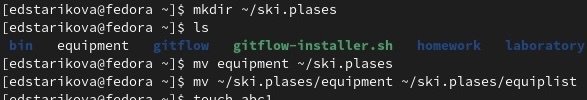 [edstarikova@fedora ~]$ mkdir ~/ski.plases
[edstarikova@fedora ~]$ ls
bin equipment gitflow gitflow-installer.sh homework laboratory
[edstarikova@fedora ~]$ mv equipment ~/ski.plases
[edstarikova@fedora ~]$ mv ~/ski.plases/equipment ~/ski.plases/equiplist
[edstarikova@fedora ~]$ touch abc1